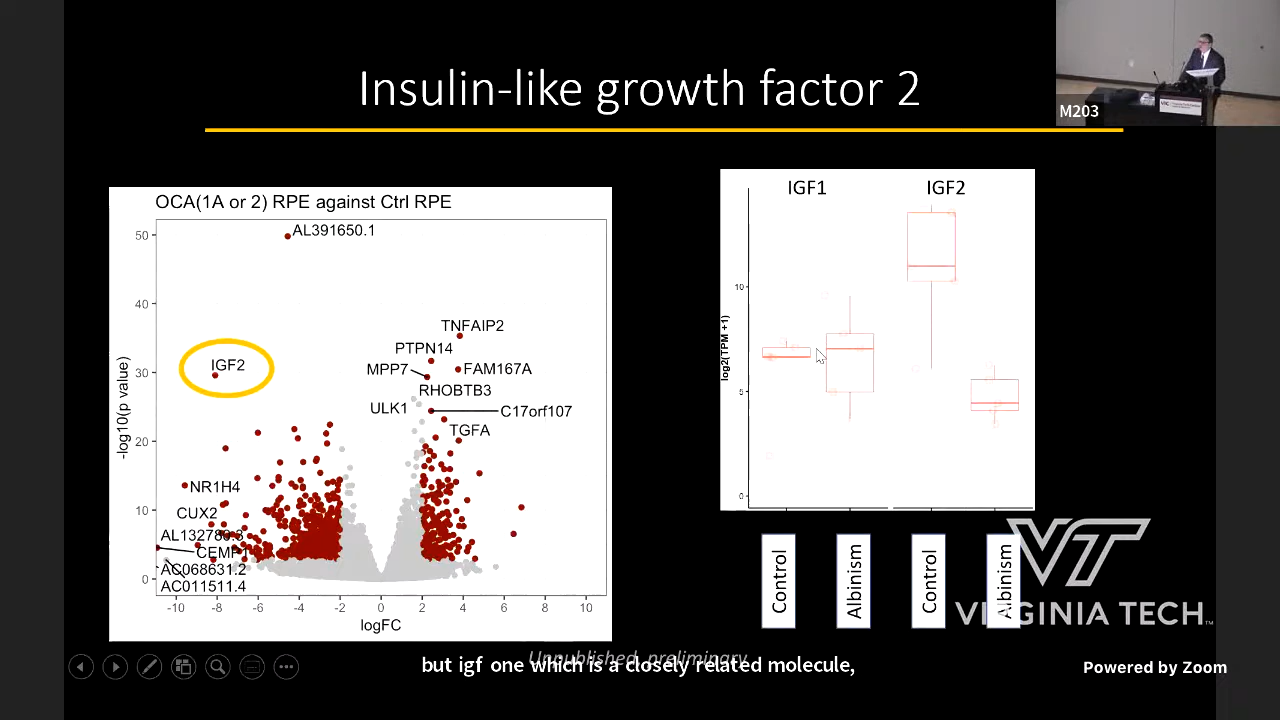 Insulin-like growth factor 2
M203
OCA(1A or 2) RPE against Ctrl RPE
50
40
30
20
10
0
-log10(p value)
AL391650.1
TNFAIP2
PTPN14
IGF2
MPP7
FAM167A
RHOBTB3
ULK1
C17orf107
TGFA
NR1H4
CUX2
CEMP1
AC068631.2
AC011511.4
-10 -8 -6 -4 -2 0 2 4 6 8 10
logFC
IGF1 IGF2
log2(TPM +1)
10
5
0
Control
Albinism
Control
Albinism
VT
VIRGINIA TECH
Unpublished, preliminary
but igf one which is a closely related molecule,
Powered by Zoom